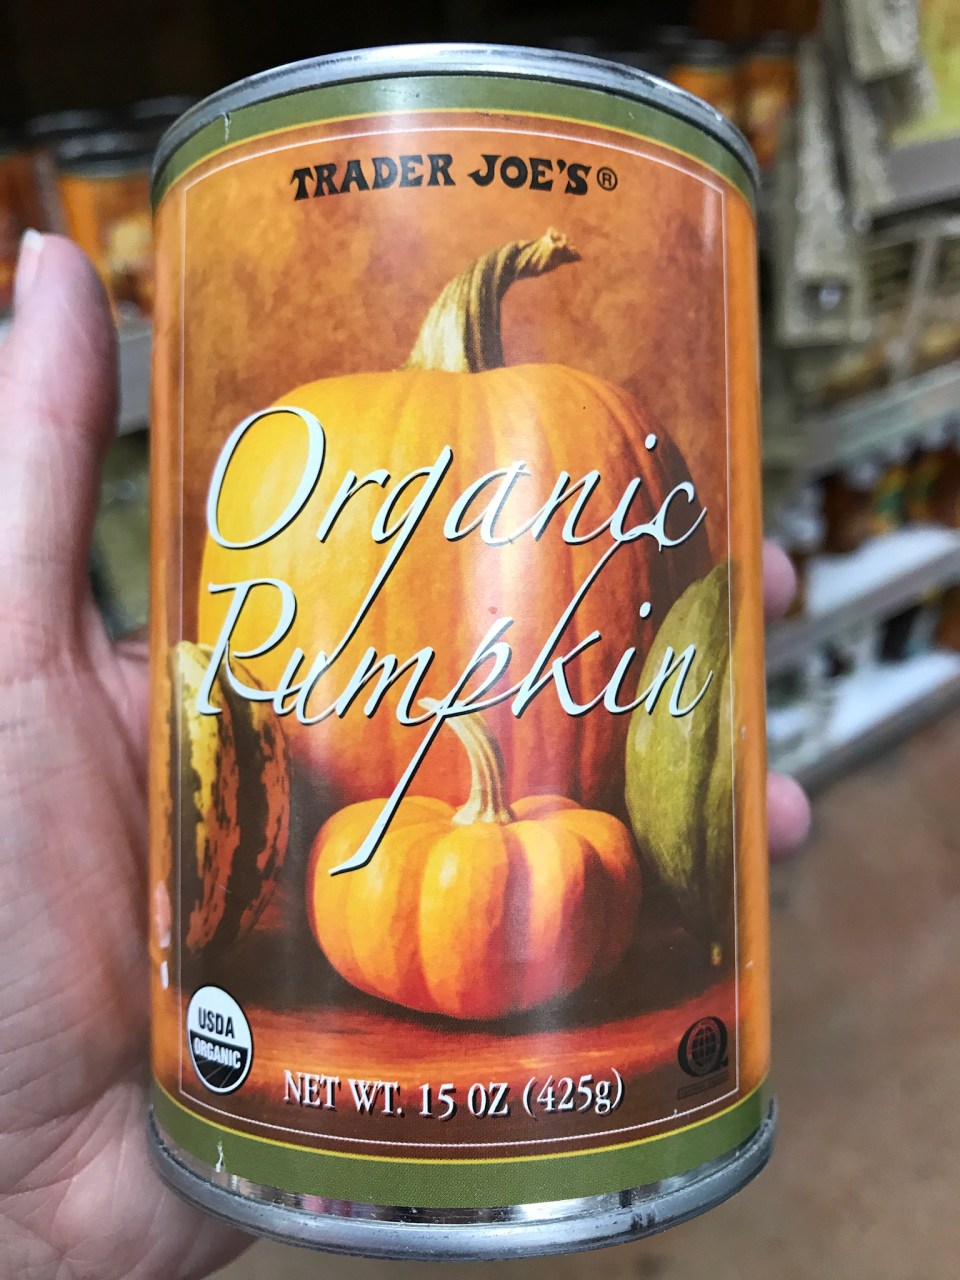 TRADER JOE'S®
Organic
Pumpkin
USDA
ORGANIC
NET WT. 15 OZ (425g)